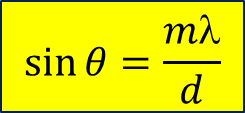 sin θ = mλ / d